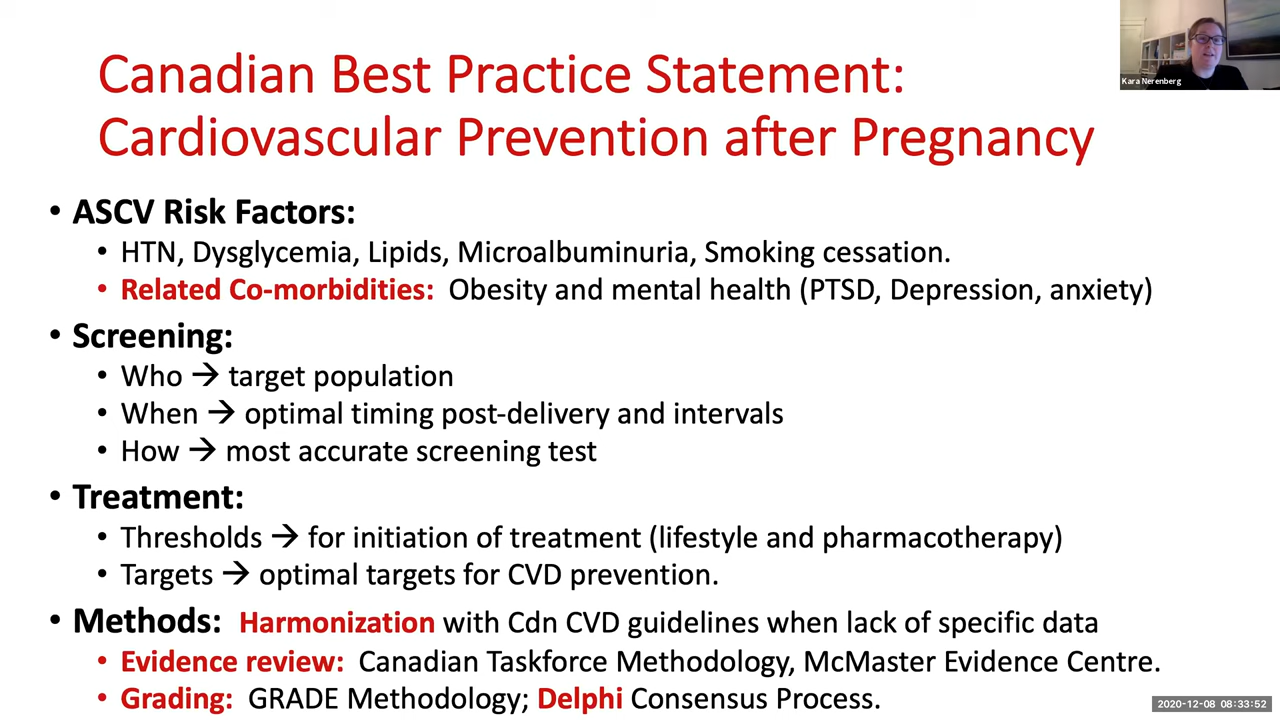 Canadian Best Practice Statement:
Cardiovascular Prevention after Pregnancy
Kara Nerenberg
• ASCV Risk Factors:
• HTN, Dysglycemia, Lipids, Microalbuminuria, Smoking cessation.
• Related Co-morbidities: Obesity and mental health (PTSD, Depression, anxiety)
• Screening:
• Who → target population
• When → optimal timing post-delivery and intervals
• How → most accurate screening test
• Treatment:
• Thresholds → for initiation of treatment (lifestyle and pharmacotherapy)
• Targets → optimal targets for CVD prevention.
• Methods: Harmonization with Cdn CVD guidelines when lack of specific data
• Evidence review: Canadian Taskforce Methodology, McMaster Evidence Centre.
• Grading: GRADE Methodology; Delphi Consensus Process.
2020-12-08 08:33:52